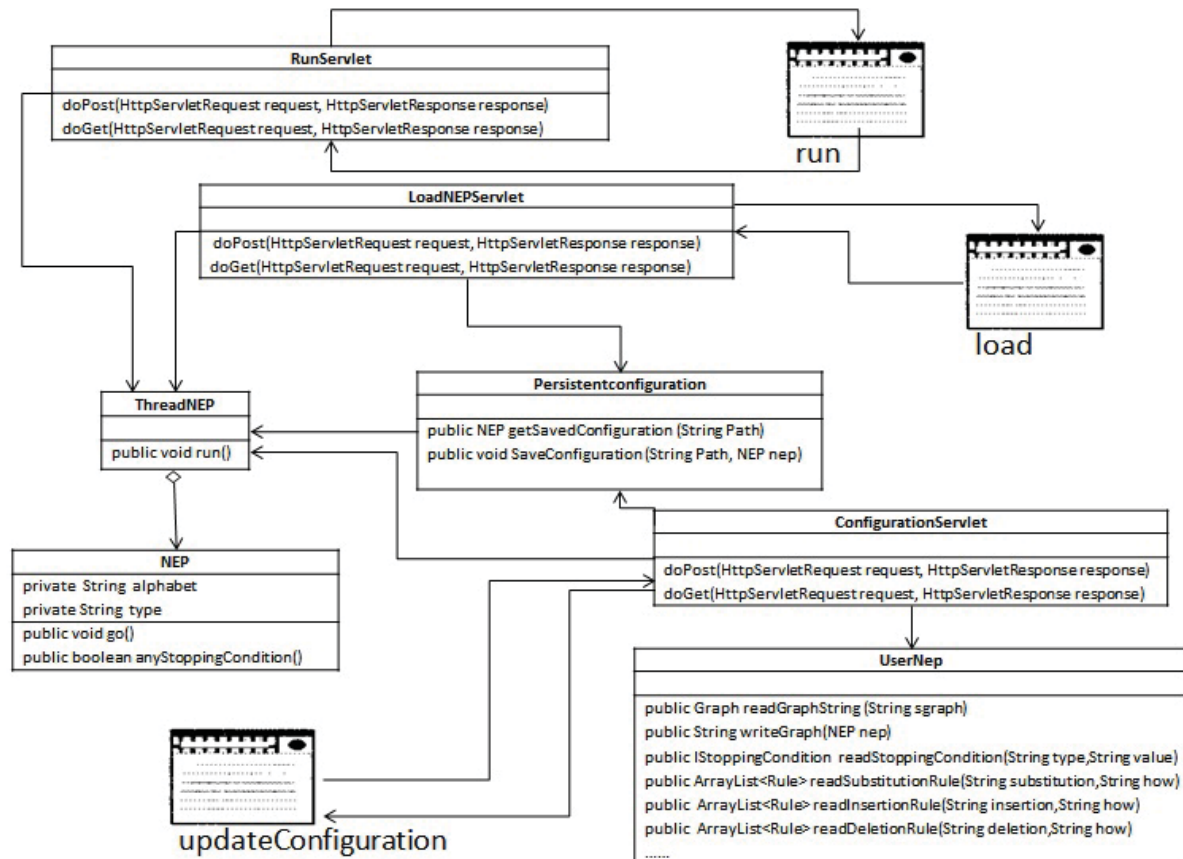 RunServlet
doPost(HttpServletRequest request, HttpServletResponse response)
doGet(HttpServletRequest request, HttpServletResponse response)
run
LoadNEPServlet
doPost(HttpServletRequest request, HttpServletResponse response)
doGet(HttpServletRequest request, HttpServletResponse response)
load
ThreadNEP
public void run()
Persistentconfiguration
public NEP getSavedConfiguration (String Path)
public void SaveConfiguration (String Path, NEP nep)
NEP
private String alphabet
private String type
public void go()
public boolean anyStoppingCondition()
ConfigurationServlet
doPost(HttpServletRequest request, HttpServletResponse response)
doGet(HttpServletRequest request, HttpServletResponse response)
UserNep
public Graph readGraphString (String sgraph)
public String writeGraph(NEP nep)
public IStoppingCondition readStoppingCondition(String type,String value)
public ArrayList<Rule> readSubstitutionRule(String substitution,String how)
public ArrayList<Rule> readInsertionRule(String insertion,String how)
public ArrayList<Rule> readDeletionRule(String deletion,String how)
......
updateConfiguration